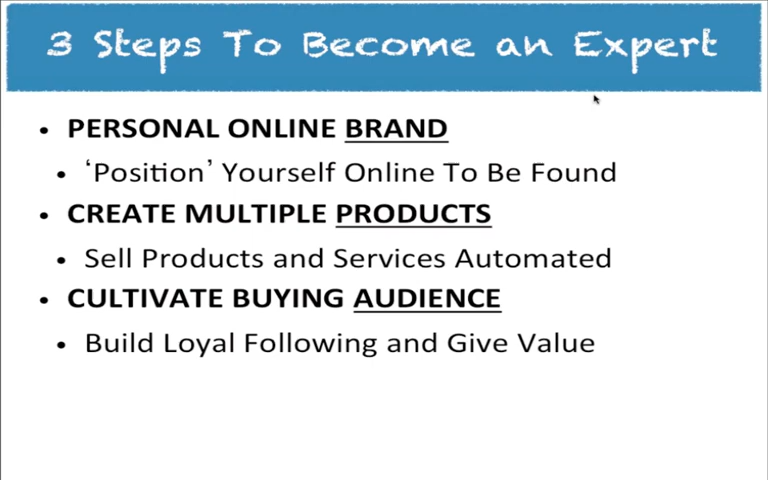 3 Steps To Become an Expert
• PERSONAL ONLINE BRAND
• ‘Position’ Yourself Online To Be Found
• CREATE MULTIPLE PRODUCTS
• Sell Products and Services Automated
• CULTIVATE BUYING AUDIENCE
• Build Loyal Following and Give Value